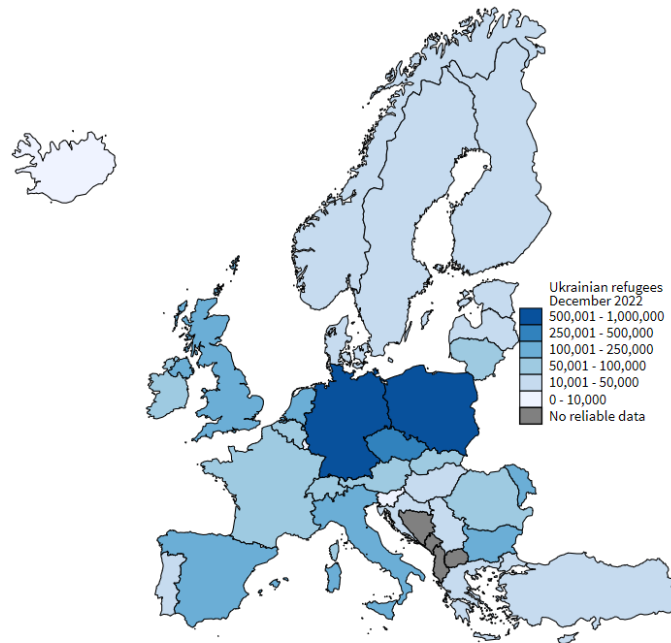 Ukrainian refugees
December 2022
500,001 - 1,000,000
250,001 - 500,000
100,001 - 250,000
50,001 - 100,000
10,001 - 50,000
0 - 10,000
No reliable data